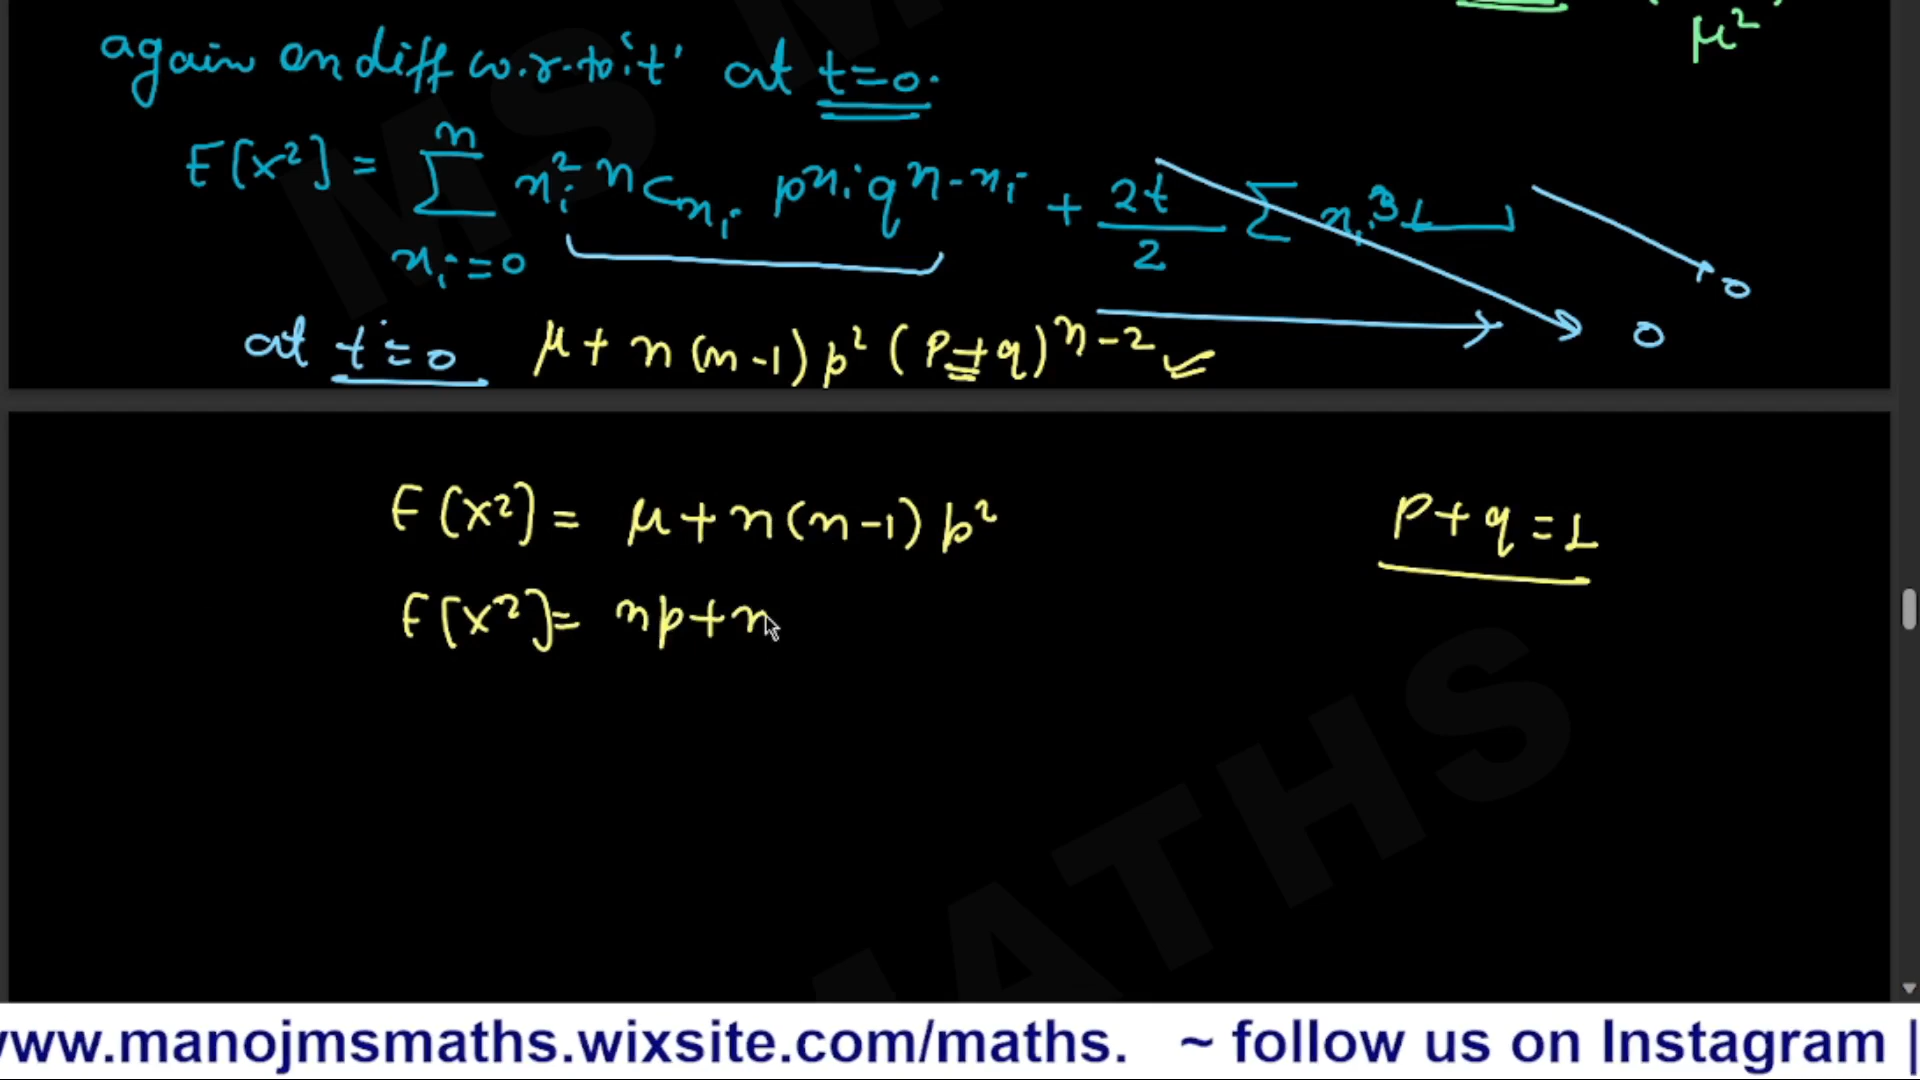 μ²
again on diff w.r.to 't' at t=0.
E[x²] = Σ xᵢ² nCxᵢ p^xᵢ q^n-xᵢ + 2t/2 Σ xᵢ³ → 0
n
xᵢ=0
0
at t=0 μ + n(n-1)p²(p+q)^n-2
E[x²] = μ + n(n-1)p² p+q=1
E[x²] = np+n
MS M
MATHS
www.manojmsmaths.wixsite.com/maths. ~ follow us on Instagram |